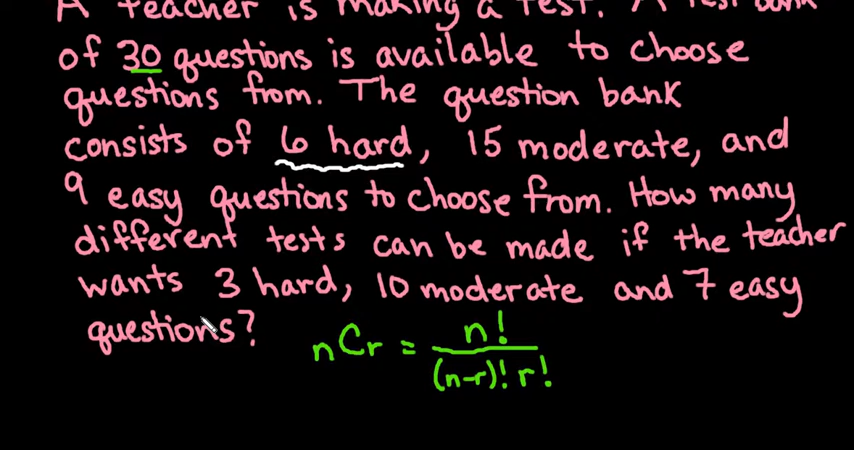 A teacher is making a test. A test bank
of 30 questions is available to choose
questions from. The question bank
consists of 6 hard, 15 moderate, and
9 easy questions to choose from. How many
different tests can be made if the teacher
wants 3 hard, 10 moderate and 7 easy
questions?
nCr = n! / (n-r)! r!